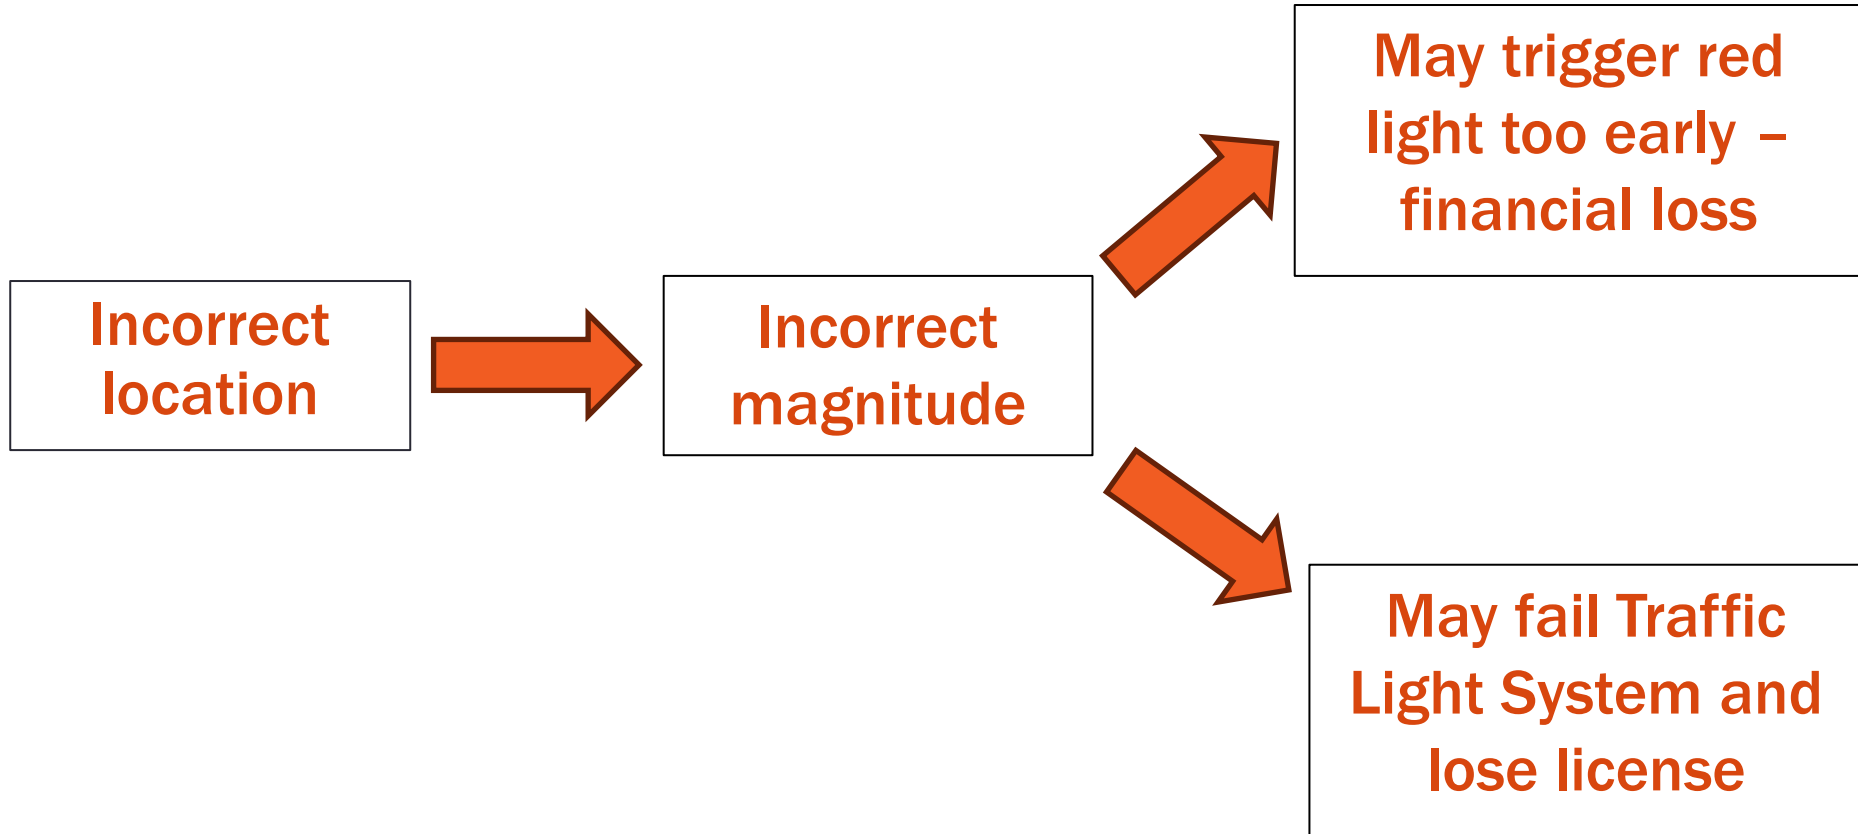 Incorrect
location
Incorrect
magnitude
May trigger red
light too early –
financial loss
May fail Traffic
Light System and
lose license